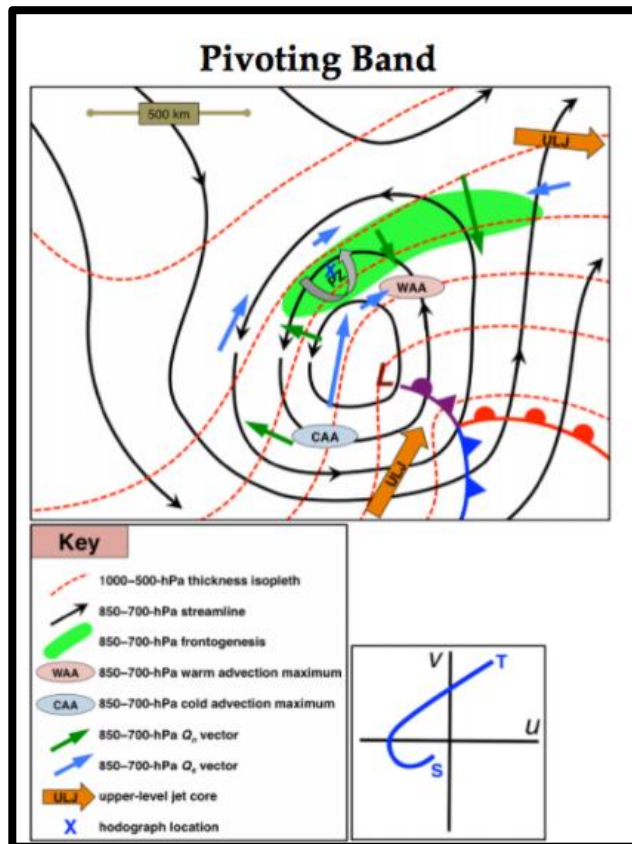 Pivoting Band
500 km
ULJ
X
PZ
WAA
L
CAA
ULJ
Key
1000–500-hPa thickness isopleth
850–700-hPa streamline
850–700-hPa frontogenesis
WAA 850–700-hPa warm advection maximum
CAA 850–700-hPa cold advection maximum
850–700-hPa Qn vector
850–700-hPa Qs vector
ULJ upper-level jet core
X hodograph location
V
T
u
S